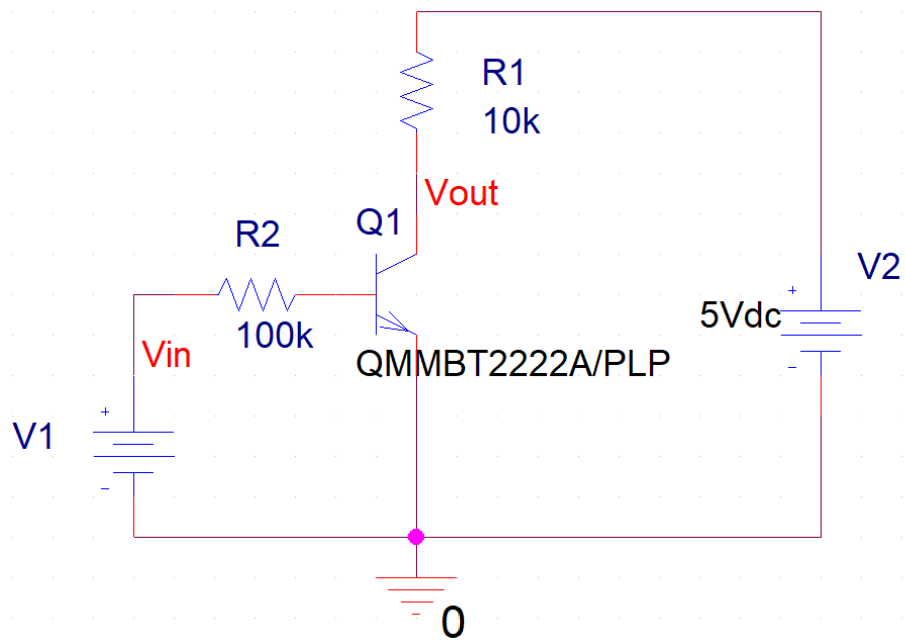 R1
10k
Vout
Q1
R2
100k
QMMBT2222A/PLP
Vin
V1
+
-
V2
+
5Vdc
-
0